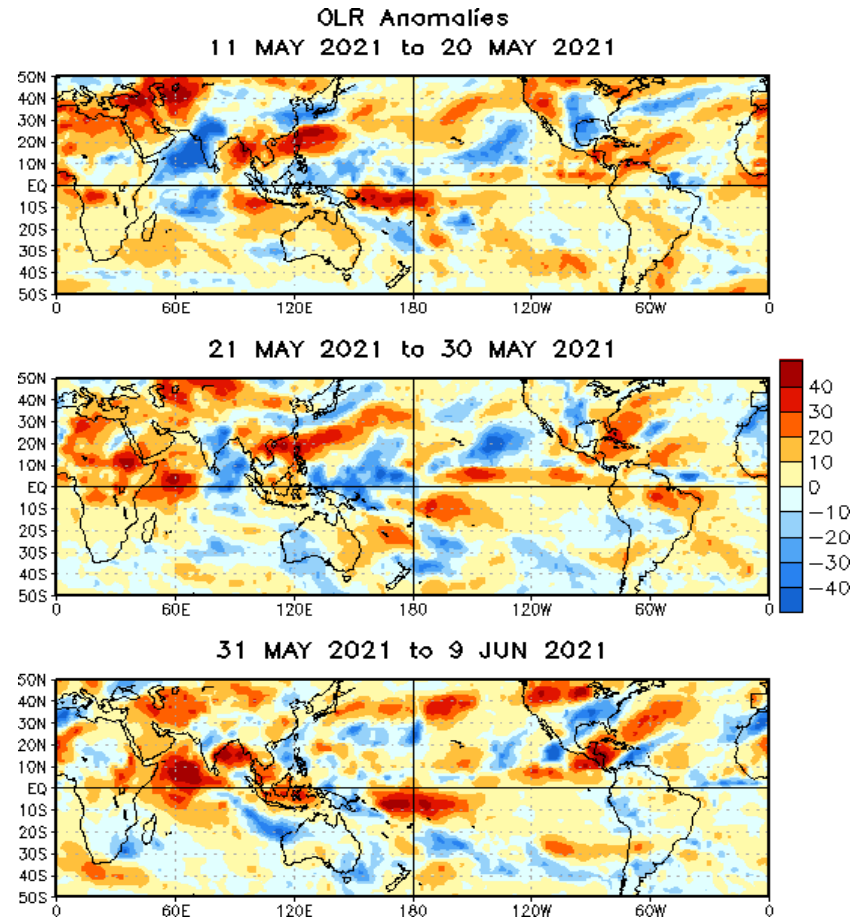 OLR Anomalies
11 MAY 2021 to 20 MAY 2021
50N
40N
30N
20N
10N
EQ
10S
20S
30S
40S
50S
0 60E 120E 180 120W 60W 0
21 MAY 2021 to 30 MAY 2021
50N
40N
30N
20N
10N
EQ
10S
20S
30S
40S
50S
0 60E 120E 180 120W 60W 0
40
30
20
10
0
-10
-20
-30
-40
31 MAY 2021 to 9 JUN 2021
50N
40N
30N
20N
10N
EQ
10S
20S
30S
40S
50S
0 60E 120E 180 120W 60W 0